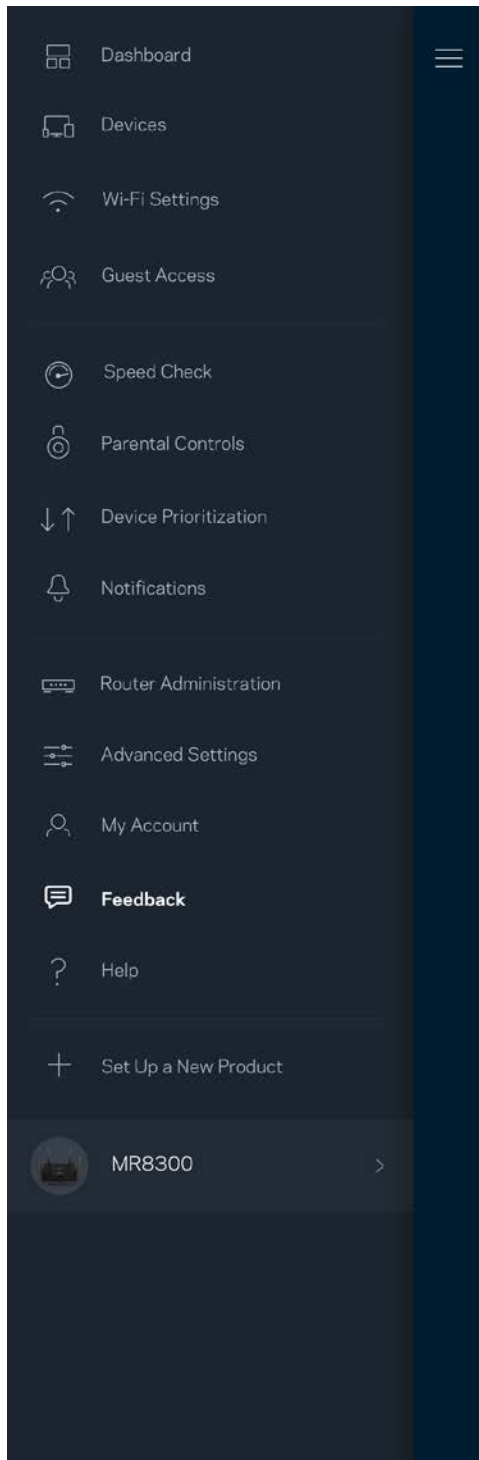 Dashboard
Devices
Wi-Fi Settings
Guest Access
Speed Check
Parental Controls
Device Prioritization
Notifications
Router Administration
Advanced Settings
My Account
Feedback
Help
Set Up a New Product
MR8300